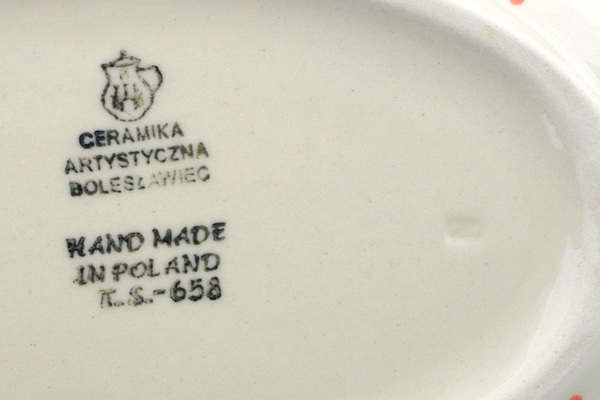 CERAMIKA
ARTYSTYCZNA
BOLESŁAWIEC
HAND MADE
IN POLAND
T.S.-658